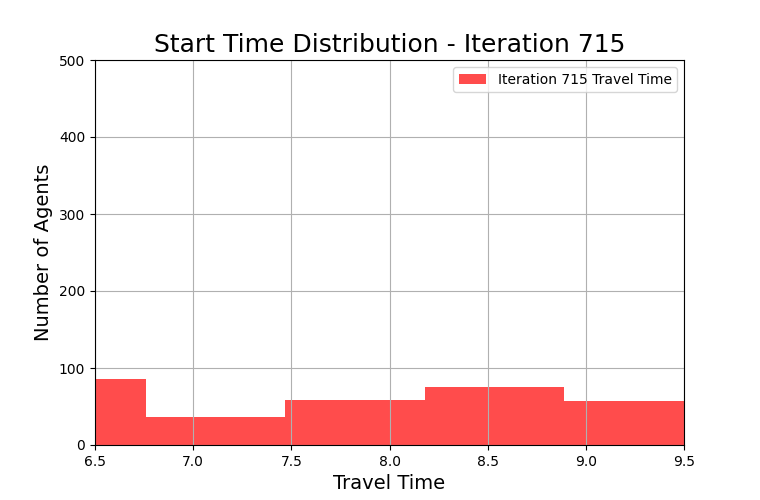 Start Time Distribution - Iteration 715
Iteration 715 Travel Time
Number of Agents
500
400
300
200
100
0
6.5 7.0 7.5 8.0 8.5 9.0 9.5
Travel Time